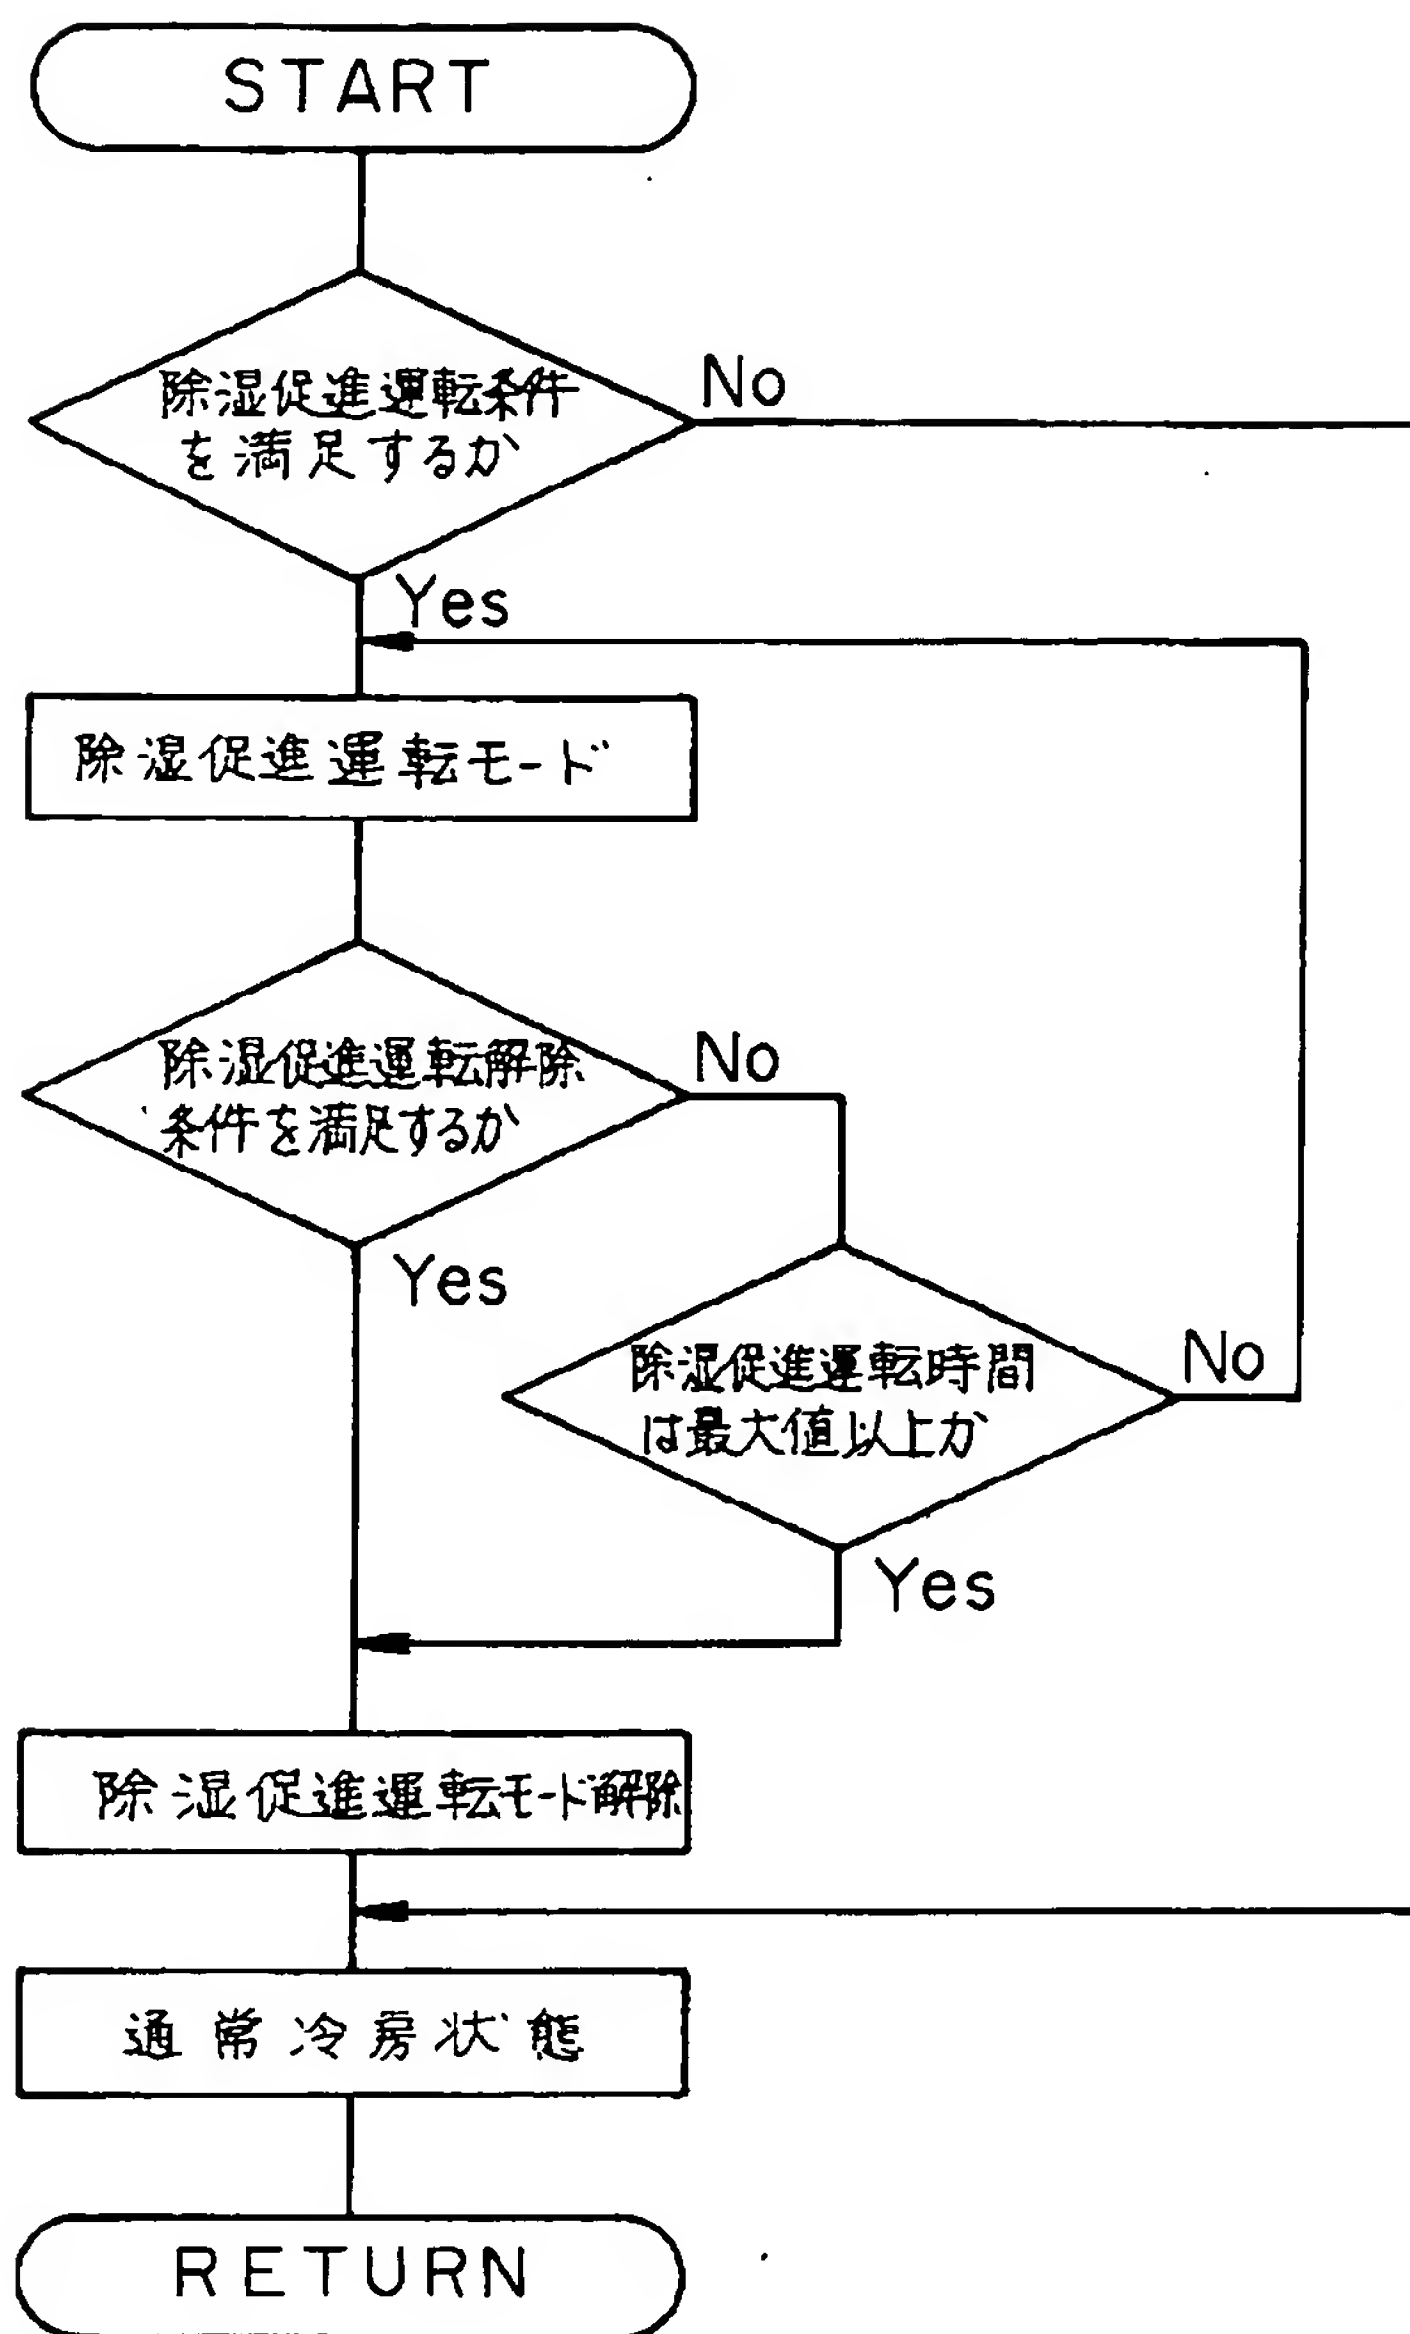 START
除湿促進運転条件
を満足するか
No
Yes
除湿促進運転モード
除湿促進運転解除
条件を満足するか
No
Yes
除湿促進運転時間
は最大値以上か
No
Yes
除湿促進運転モード解除
通常冷房状態
RETURN